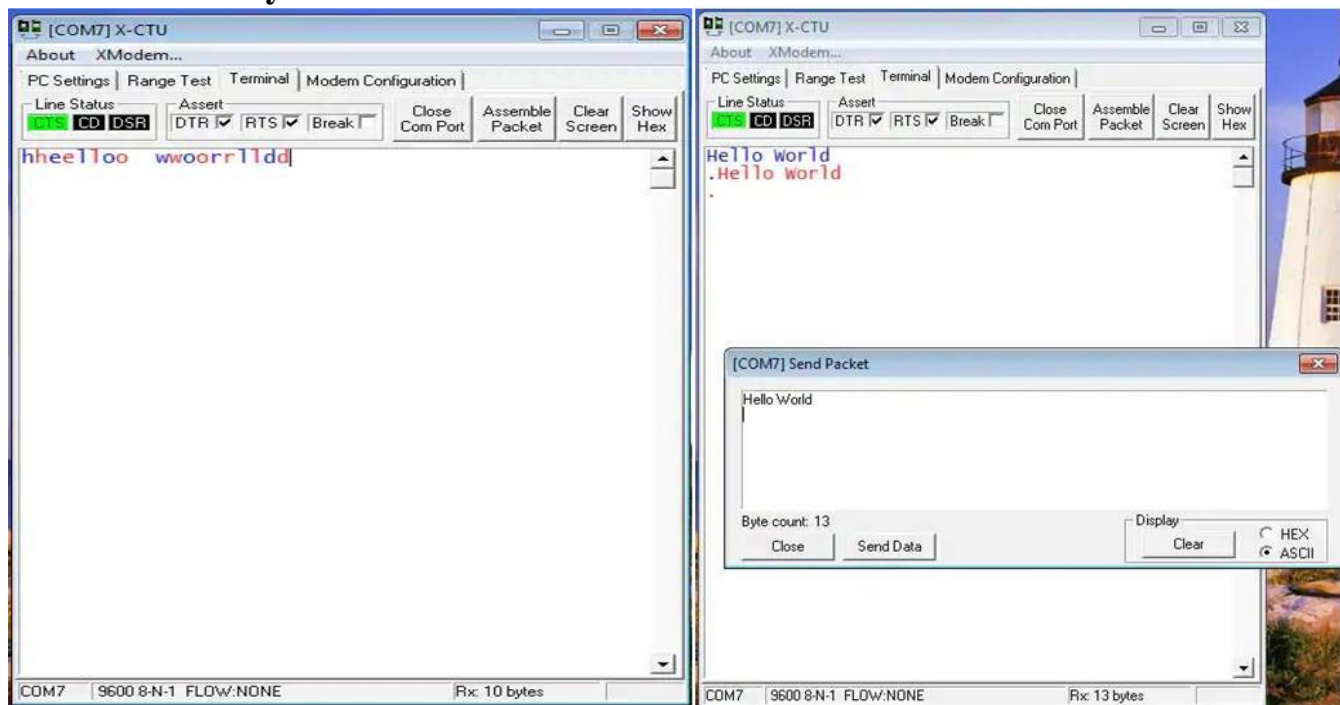 [COM7] X-CTU
About XModem...
PC Settings Range Test Terminal Modem Configuration
Line Status Assert
CTS CD DSR DTR RTS Break Close Com Port Assemble Packet Clear Screen Show Hex
hheelloo wwoorrlldd
COM7 9600 8-N-1 FLOW:NONE Rx: 10 bytes
[COM7] X-CTU
About XModem...
PC Settings Range Test Terminal Modem Configuration
Line Status Assert
CTS CD DSR DTR RTS Break Close Com Port Assemble Packet Clear Screen Show Hex
Hello World
.Hello World
.
[COM7] Send Packet
Hello World
Byte count: 13
Display
Close Send Data Clear HEX
ASCII
COM7 9600 8-N-1 FLOW:NONE Rx: 13 bytes